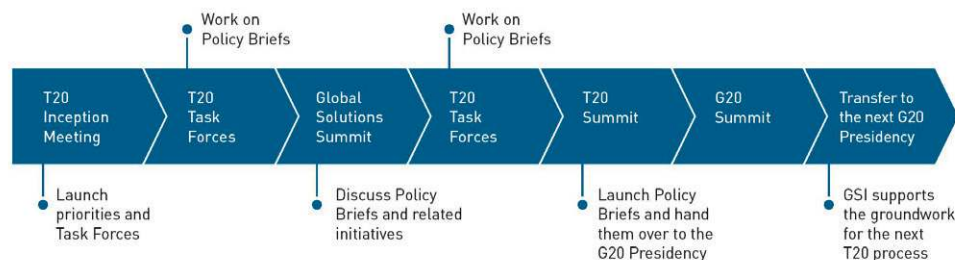 Work on
Policy Briefs
Work on
Policy Briefs
T20
Inception
Meeting
T20
Task
Forces
Global
Solutions
Summit
T20
Task
Forces
T20
Summit
G20
Summit
Transfer to
the next G20
Presidency
Launch
priorities and
Task Forces
Discuss Policy
Briefs and related
initiatives
Launch Policy
Briefs and hand
them over to the
G20 Presidency
GSI supports
the groundwork
for the next
T20 process